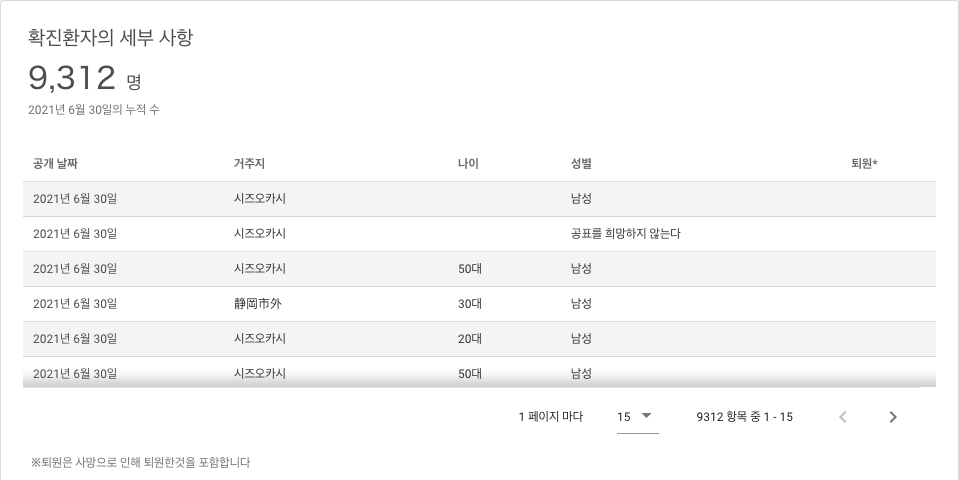 확진환자의 세부 사항
9,312 명
2021년 6월 30일의 누적 수
공개 날짜 거주지 나이 성별 퇴원*
2021년 6월 30일 시즈오카시 남성
2021년 6월 30일 시즈오카시 공표를 희망하지 않는다
2021년 6월 30일 시즈오카시 50대 남성
2021년 6월 30일 静岡市外 30대 남성
2021년 6월 30일 시즈오카시 20대 남성
2021년 6월 30일 시즈오카시 50대 남성
1 페이지 마다 15 9312 항목 중 1 - 15
※퇴원은 사망으로 인해 퇴원한것을 포함합니다